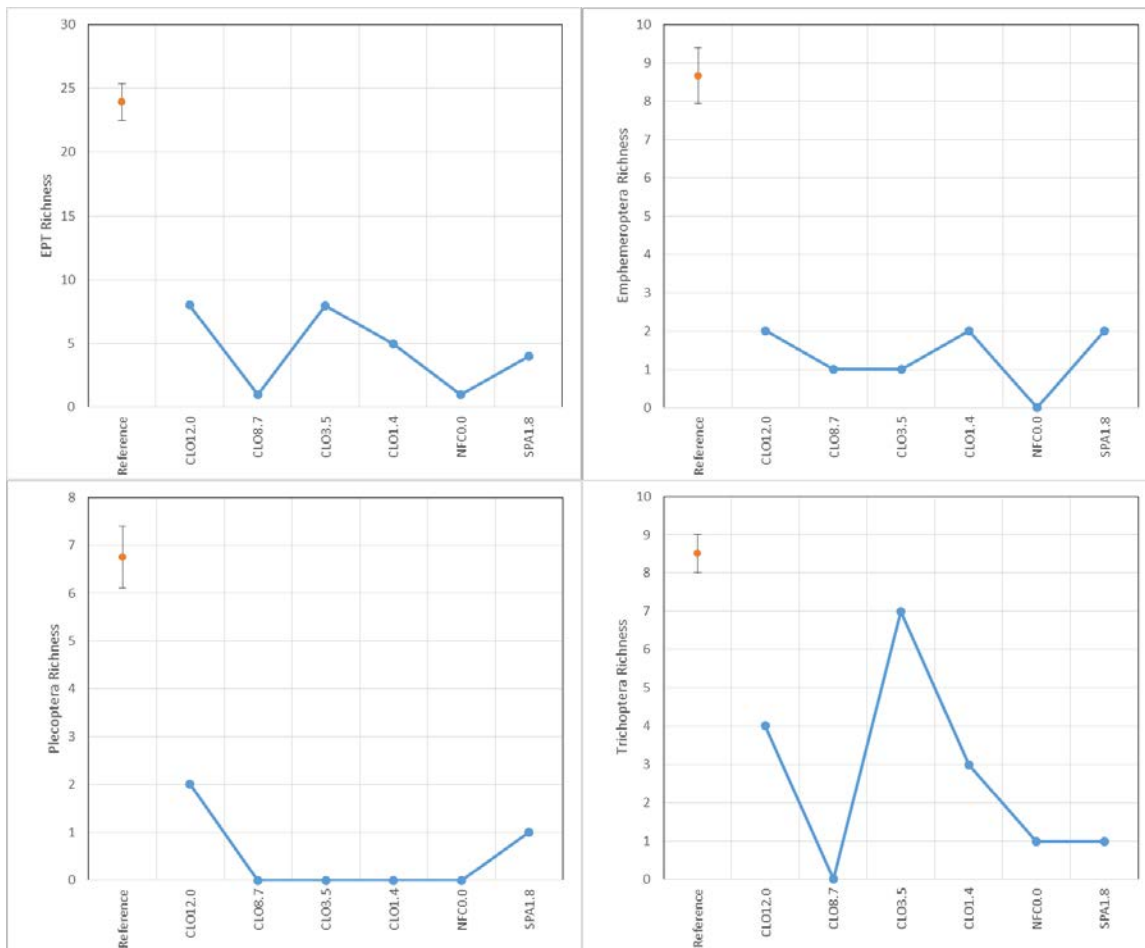 30
25
20
15
10
5
0
EPT Richness
Reference
CLO12.0
CLO8.7
CLO3.5
CLO1.4
NFC0.0
SPA1.8
10
9
8
7
6
5
4
3
2
1
0
Emphemeroptera Richness
Reference
CLO12.0
CLO8.7
CLO3.5
CLO1.4
NFC0.0
SPA1.8
8
7
6
5
4
3
2
1
0
Plecoptera Richness
Reference
CLO12.0
CLO8.7
CLO3.5
CLO1.4
NFC0.0
SPA1.8
10
9
8
7
6
5
4
3
2
1
0
Trichoptera Richness
Reference
CLO12.0
CLO8.7
CLO3.5
CLO1.4
NFC0.0
SPA1.8